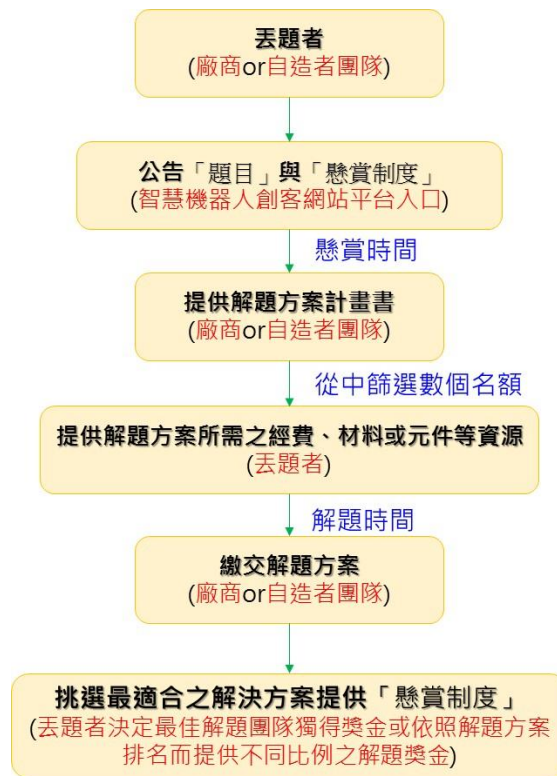 丟題者
(廠商or自造者團隊)
公告「題目」與「懸賞制度」
(智慧機器人創客網站平台入口)
懸賞時間
提供解題方案計畫書
(廠商or自造者團隊)
從中篩選數個名額
提供解題方案所需之經費、材料或元件等資源
(丟題者)
解題時間
繳交解題方案
(廠商or自造者團隊)
挑選最適合之解決方案提供「懸賞制度」
(丟題者決定最佳解題團隊獨得獎金或依照解題方案
排名而提供不同比例之解題獎金)